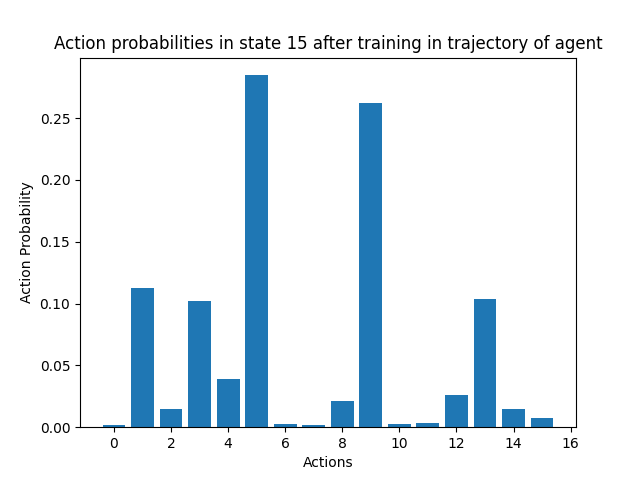 Action probabilities in state 15 after training in trajectory of agent
Action Probability
0.25
0.20
0.15
0.10
0.05
0.00
0 2 4 6 8 10 12 14 16
Actions